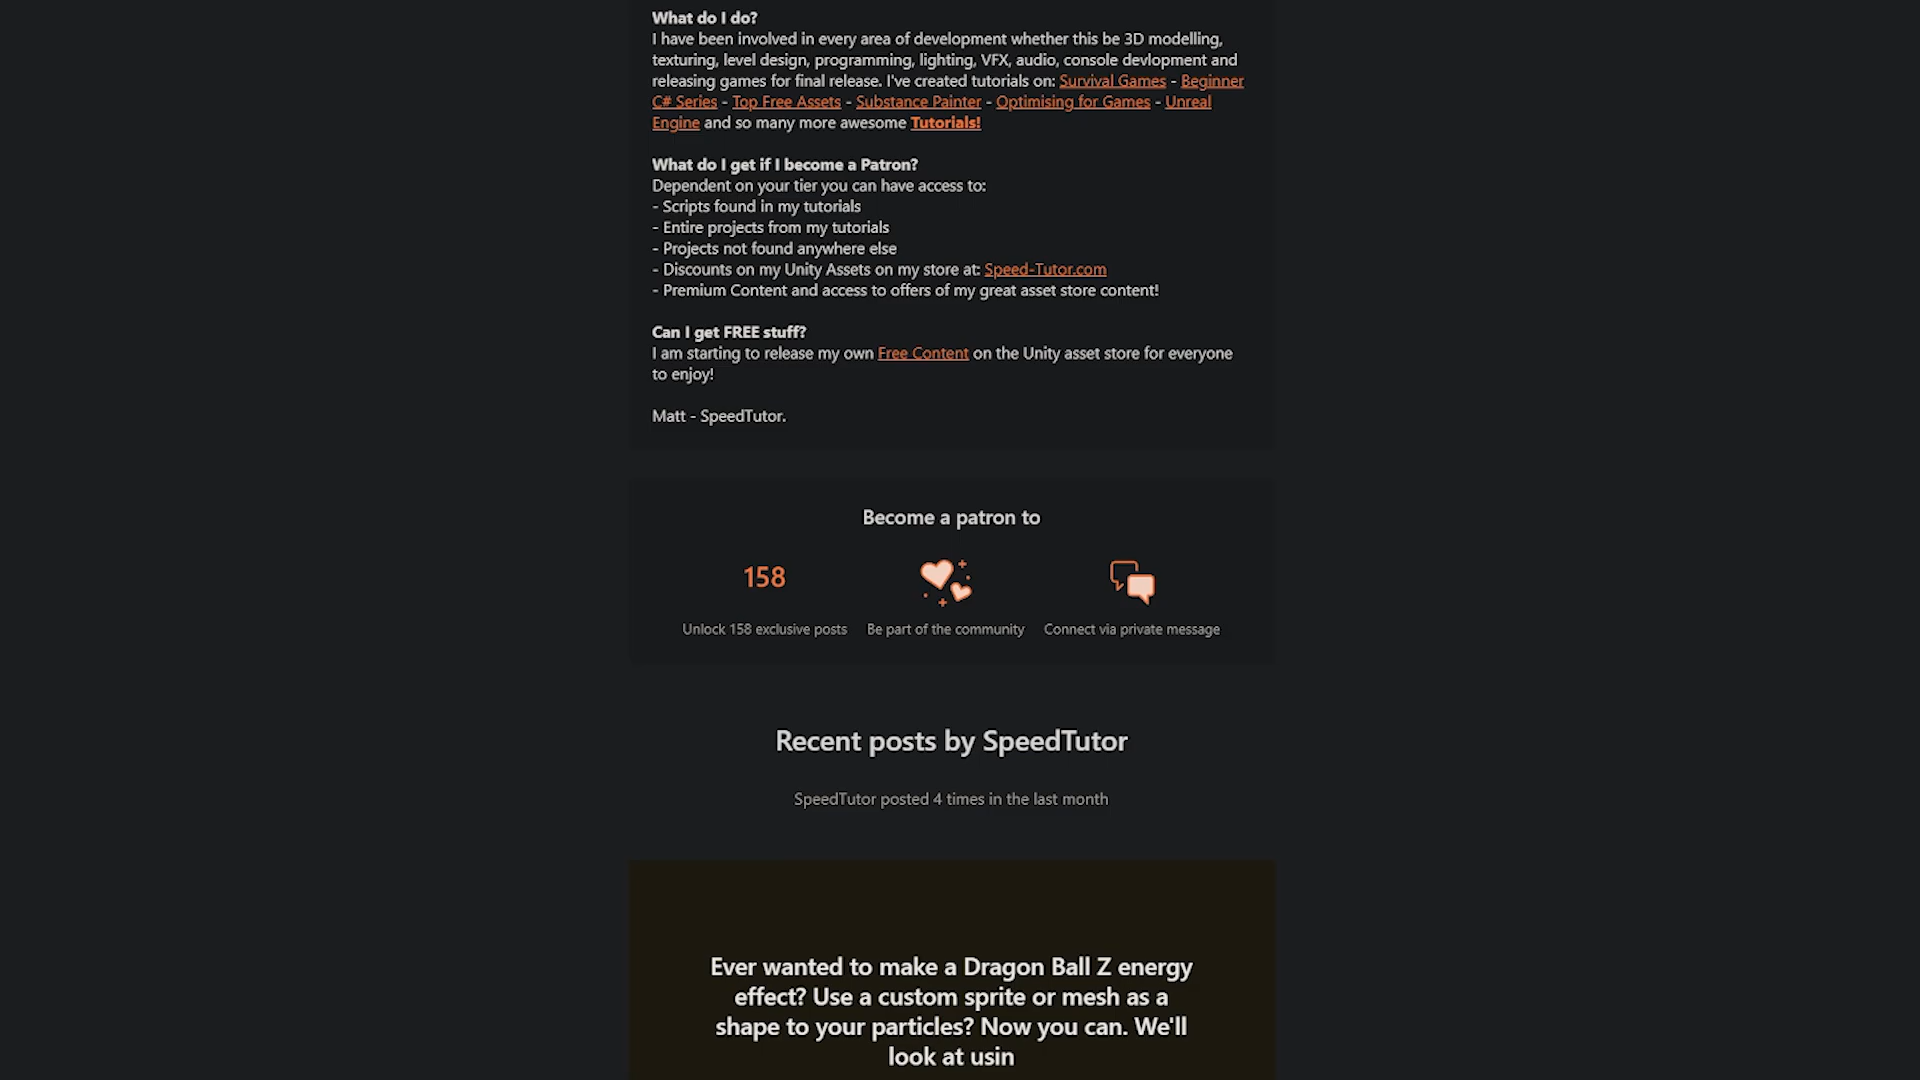 What do I do?
I have been involved in every area of development whether this be 3D modelling,
texturing, level design, programming, lighting, VFX, audio, console devlopment and
releasing games for final release. I've created tutorials on: Survival Games - Beginner
C# Series - Top Free Assets - Substance Painter - Optimising for Games - Unreal
Engine and so many more awesome Tutorials!
What do I get if I become a Patron?
Dependent on your tier you can have access to:
- Scripts found in my tutorials
- Entire projects from my tutorials
- Projects not found anywhere else
- Discounts on my Unity Assets on my store at: Speed-Tutor.com
- Premium Content and access to offers of my great asset store content!
Can I get FREE stuff?
I am starting to release my own Free Content on the Unity asset store for everyone
to enjoy!
Matt - SpeedTutor.
Become a patron to
158
Unlock 158 exclusive posts
Be part of the community
Connect via private message
Recent posts by SpeedTutor
SpeedTutor posted 4 times in the last month
Ever wanted to make a Dragon Ball Z energy
effect? Use a custom sprite or mesh as a
shape to your particles? Now you can. We'll
look at usin